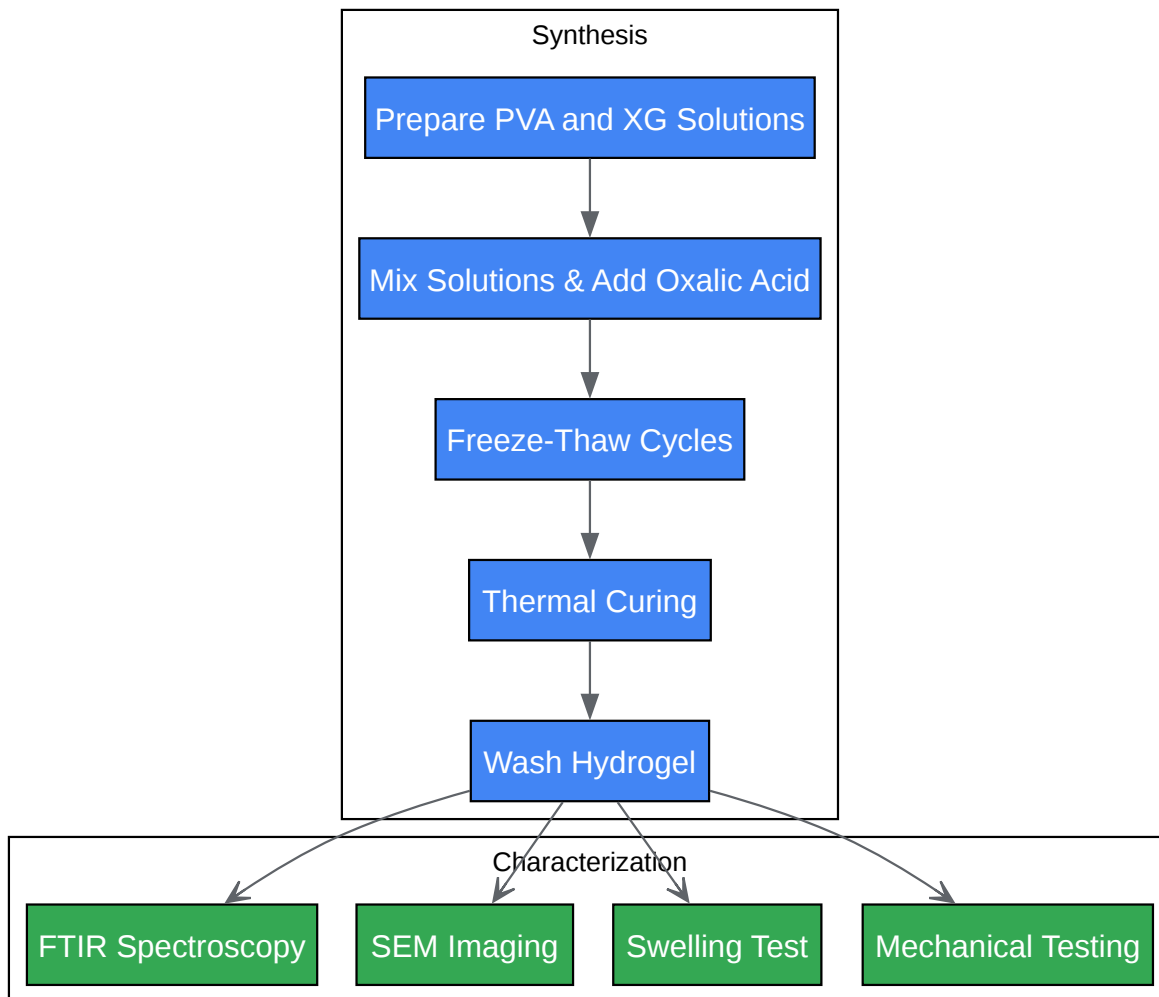 Synthesis
Prepare PVA and XG Solutions
Mix Solutions & Add Oxalic Acid
Freeze-Thaw Cycles
Thermal Curing
Wash Hydrogel
Characterization
FTIR Spectroscopy
SEM Imaging
Swelling Test
Mechanical Testing